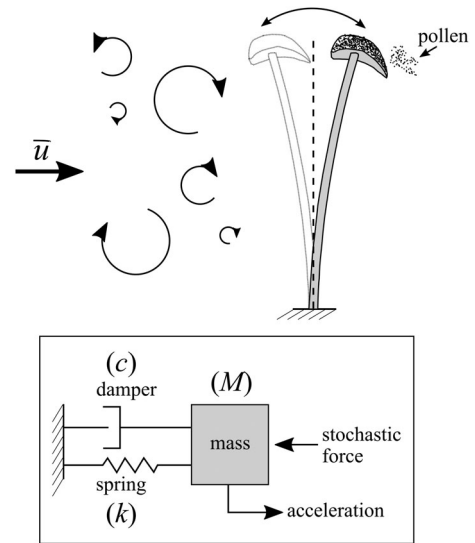 pollen
u̅
(c)
damper
(M)
mass
stochastic
force
spring
(k)
acceleration